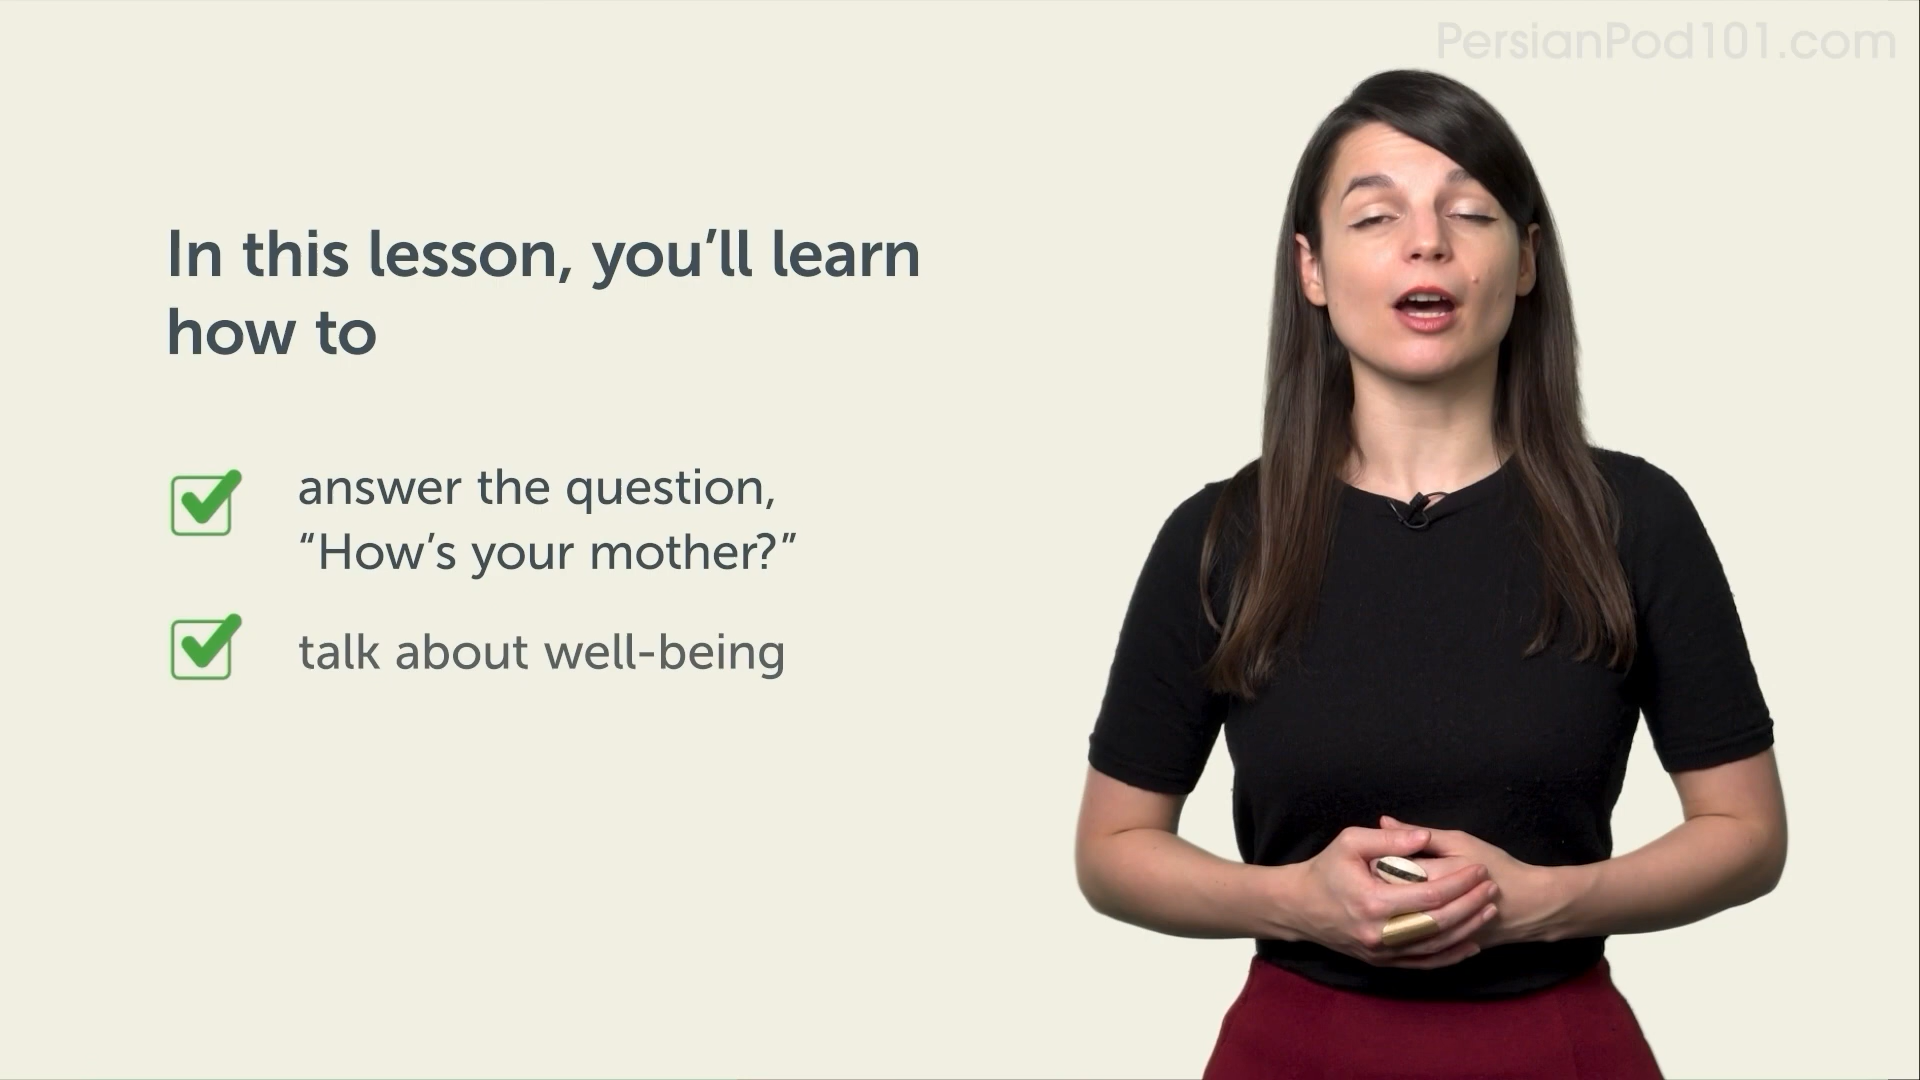 PersianPod101.com
In this lesson, you’ll learn
how to
answer the question,
“How’s your mother?”
talk about well-being